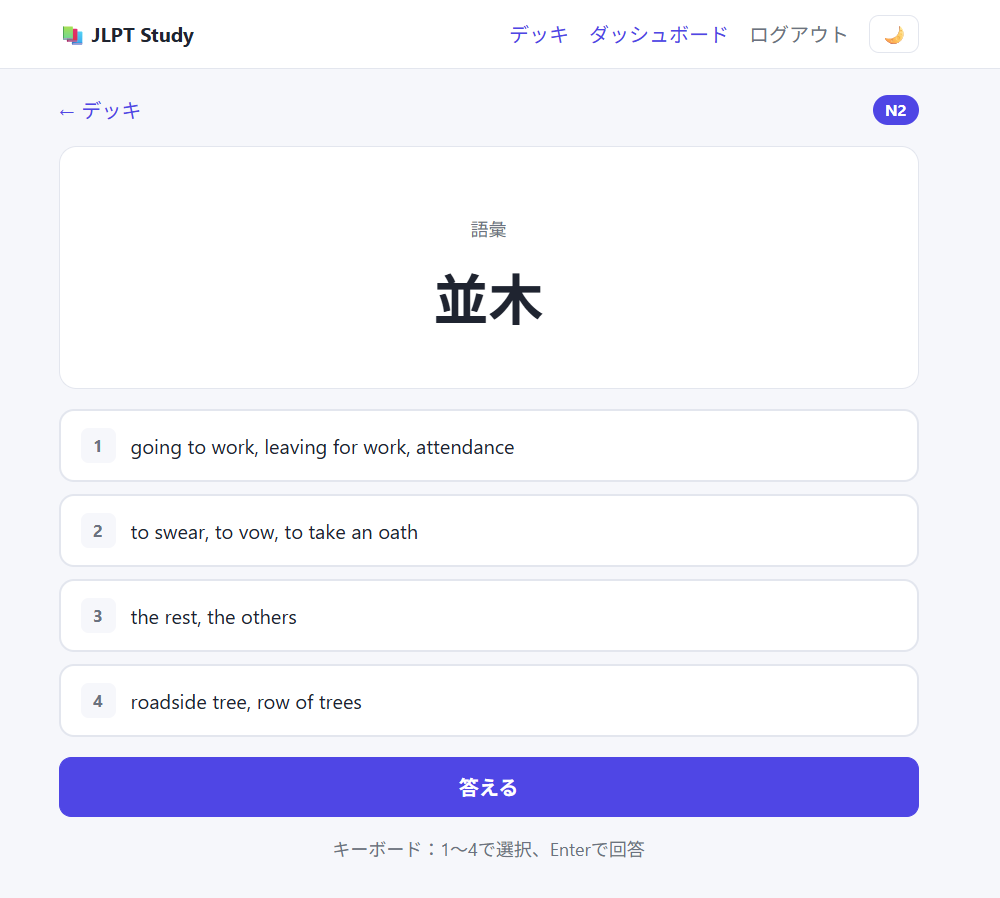 JLPT Study
デッキ ダッシュボード ログアウト
← デッキ
N2
語彙
並木
1 going to work, leaving for work, attendance
2 to swear, to vow, to take an oath
3 the rest, the others
4 roadside tree, row of trees
答える
キーボード：1〜4で選択、Enterで回答